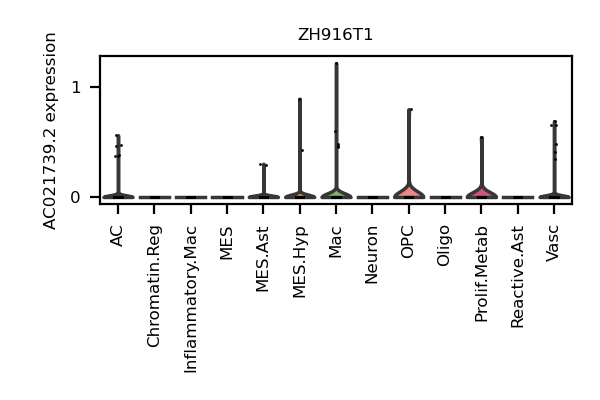 ZH916T1
AC021739.2 expression
1
0
AC
Chromatin.Reg
Inflammatory.Mac
MES
MES.Ast
MES.Hyp
Mac
Neuron
OPC
Oligo
Prolif.Metab
Reactive.Ast
Vasc